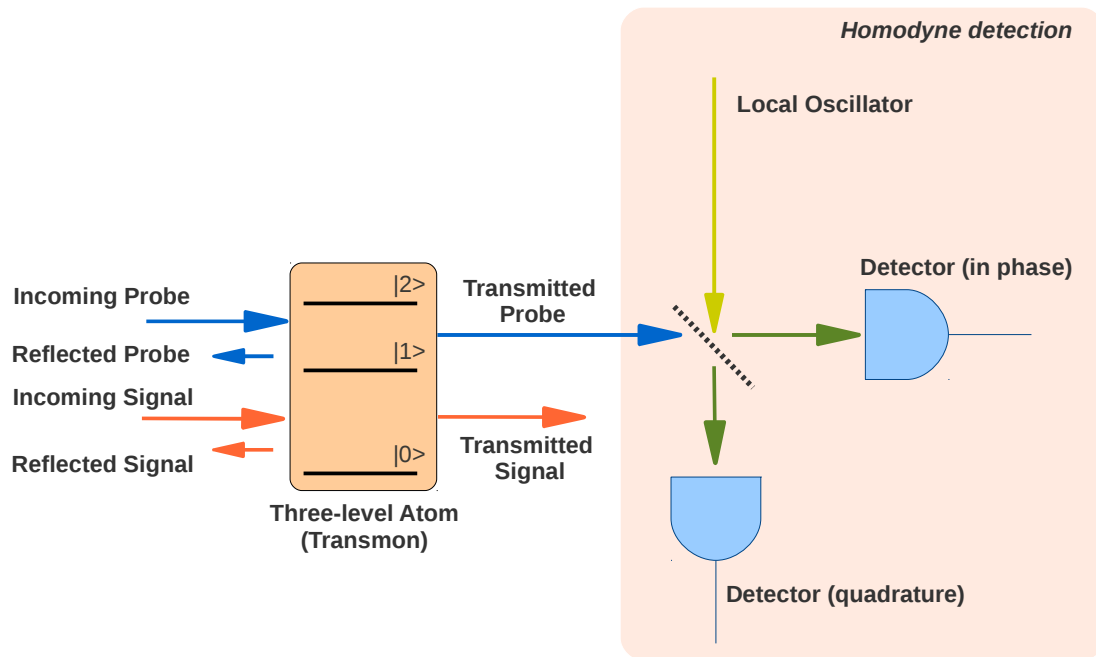 Homodyne detection
Local Oscillator
Detector (in phase)
|2>
Transmitted
Probe
Incoming Probe
|1>
Reflected Probe
Incoming Signal
Transmitted
Signal
|0>
Reflected Signal
Three-level Atom
(Transmon)
Detector (quadrature)